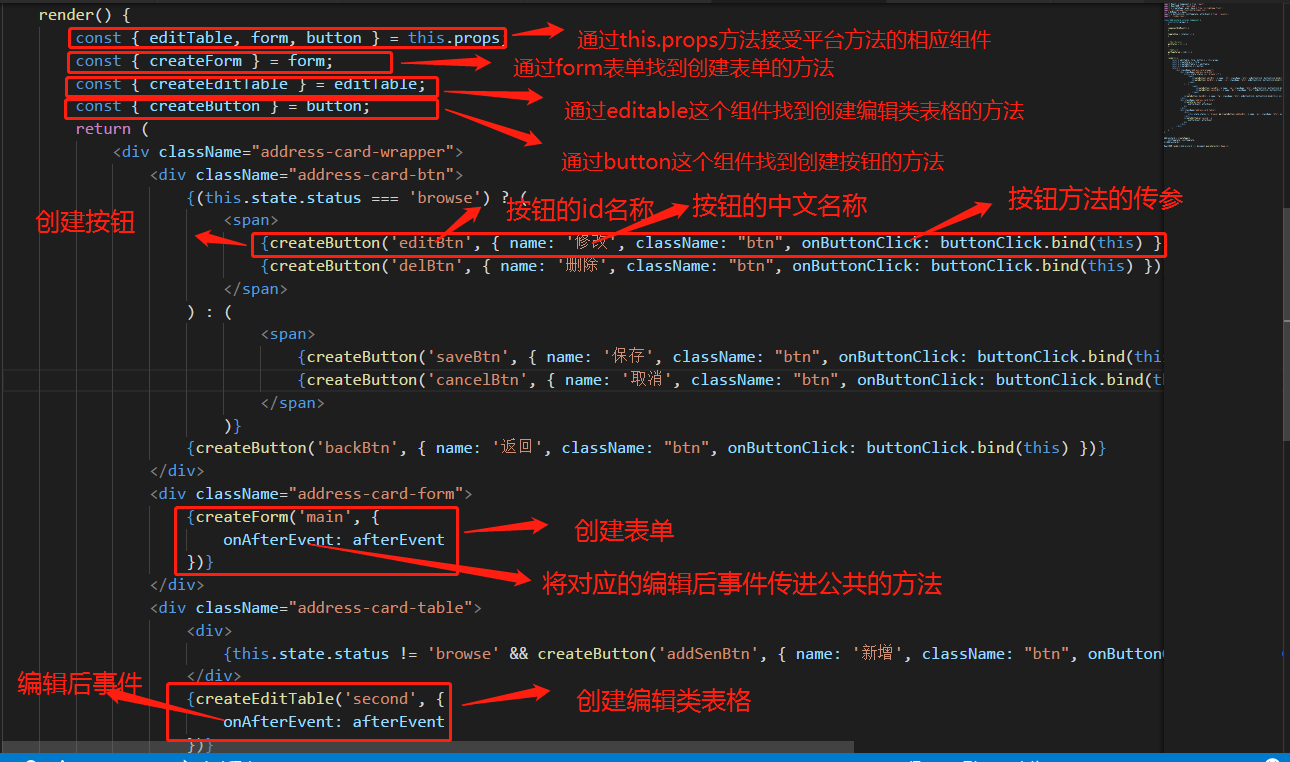 render() {
const { editTable, form, button } = this.props
通过this.props方法接受平台方法的相应组件
const { createForm } = form;
通过form表单找到创建表单的方法
const { createEditTable } = editTable;
通过editable这个组件找到创建编辑类表格的方法
const { createButton } = button;
return (
通过button这个组件找到创建按钮的方法
<div className="address-card-wrapper">
<div className="address-card-btn">
{(this.state.status === 'browse') ? (
按钮的id名称
按钮的中文名称
按钮方法的传参
创建按钮
<span>
{createButton('editBtn', { name: '修改', className: "btn", onButtonClick: buttonClick.bind(this) }
{createButton('delBtn', { name: '删除', className: "btn", onButtonClick: buttonClick.bind(this) })
</span>
) : (
<span>
{createButton('saveBtn', { name: '保存', className: "btn", onButtonClick: buttonClick.bind(thi
{createButton('cancelBtn', { name: '取消', className: "btn", onButtonClick: buttonClick.bind(t
</span>
)}
{createButton('backBtn', { name: '返回', className: "btn", onButtonClick: buttonClick.bind(this) })}
</div>
<div className="address-card-form">
{createForm('main', {
创建表单
onAfterEvent: afterEvent
})}
将对应的编辑后事件传进公共的方法
</div>
<div className="address-card-table">
<div>
{this.state.status != 'browse' && createButton('addSenBtn', { name: '新增', className: "btn", onButton
</div>
编辑后事件
{createEditTable('second', {
创建编辑类表格
onAfterEvent: afterEvent
})}